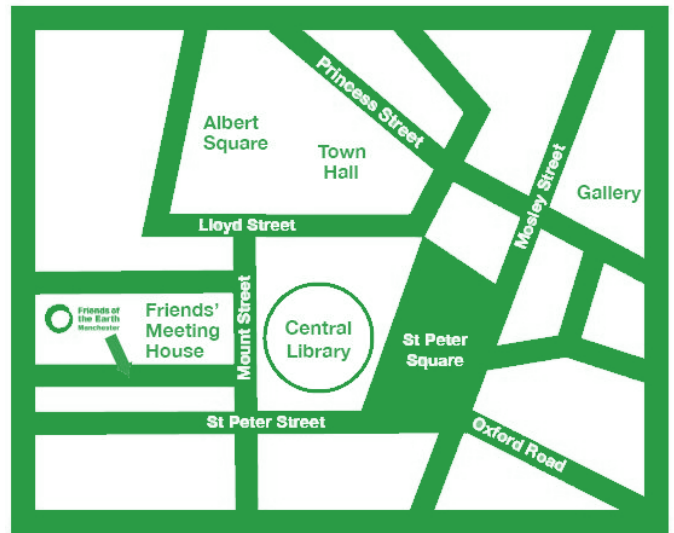 Princess Street
Albert
Square
Town
Hall
Mosley Street
Gallery
Lloyd Street
Friends of
the Earth
Manchester
Friends'
Meeting
House
Mount Street
Central
Library
St Peter
Square
St Peter Street
Oxford Road